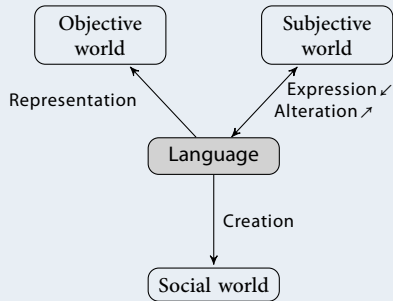 Objective
world
Subjective
world
Representation
Expression ↙
Alteration ↗
Language
Creation
Social world